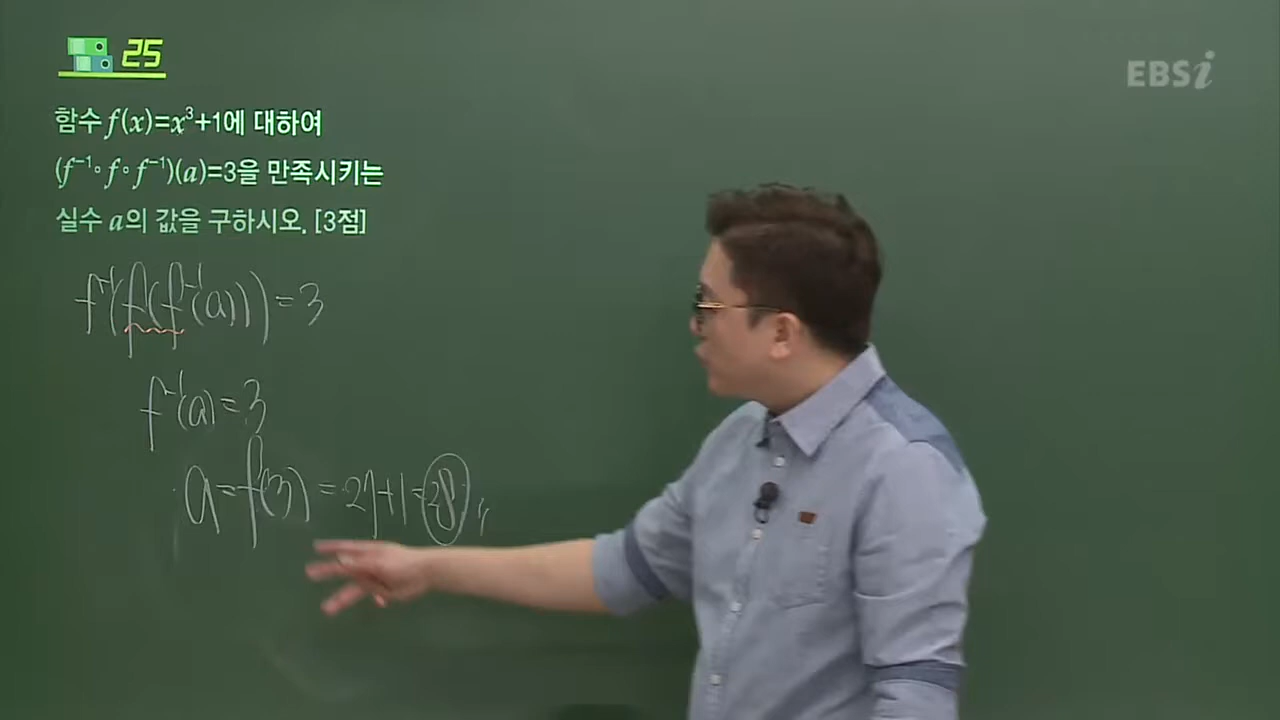 25
EBSi
함수 f(x)=x³+1에 대하여
(f⁻¹∘f∘f⁻¹)(a)=3을 만족시키는
실수 a의 값을 구하시오. [3점]
f⁻¹(f(f⁻¹(a)))=3
f⁻¹(a)=3
a=f(3)=27+1=28